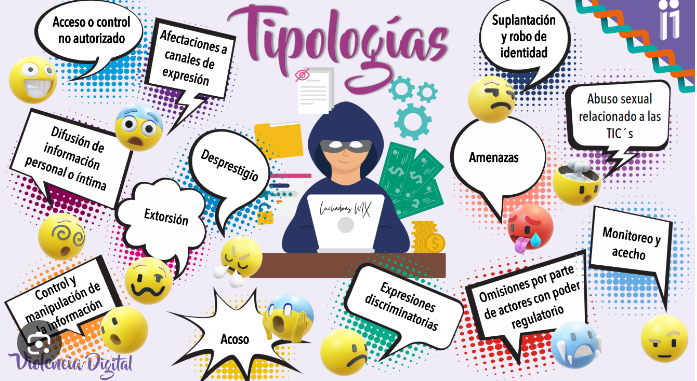 Tipologías
Acceso o control
no autorizado
Afectaciones a
canales de
expresión
Suplantación
y robo de
identidad
Abuso sexual
relacionado a las
TIC´s
Difusión de
información
personal o íntima
Desprestigio
Amenazas
Extorsión
Luchadoras MX
Monitoreo y
acecho
Control y
manipulación de
la información
Acoso
Expresiones
discriminatorias
Omisiones por parte
de actores con poder
regulatorio
Violencia Digital